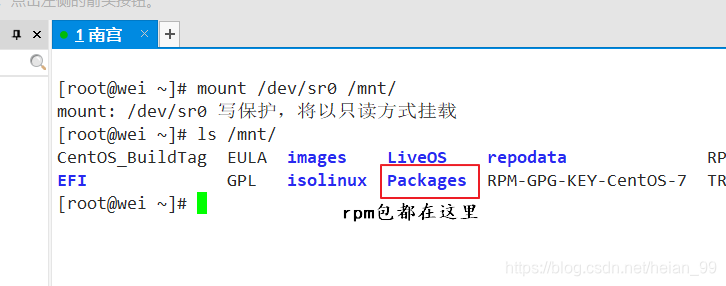 点击左侧的箭头按钮。
1 南宫
[root@wei ~]# mount /dev/sr0 /mnt/
mount: /dev/sr0 写保护，将以只读方式挂载
[root@wei ~]# ls /mnt/
CentOS_BuildTag EULA images LiveOS repodata RP
EFI GPL isolinux Packages RPM-GPG-KEY-CentOS-7 TR
[root@wei ~]#
rpm包都在这里
https://blog.csdn.net/heian_99